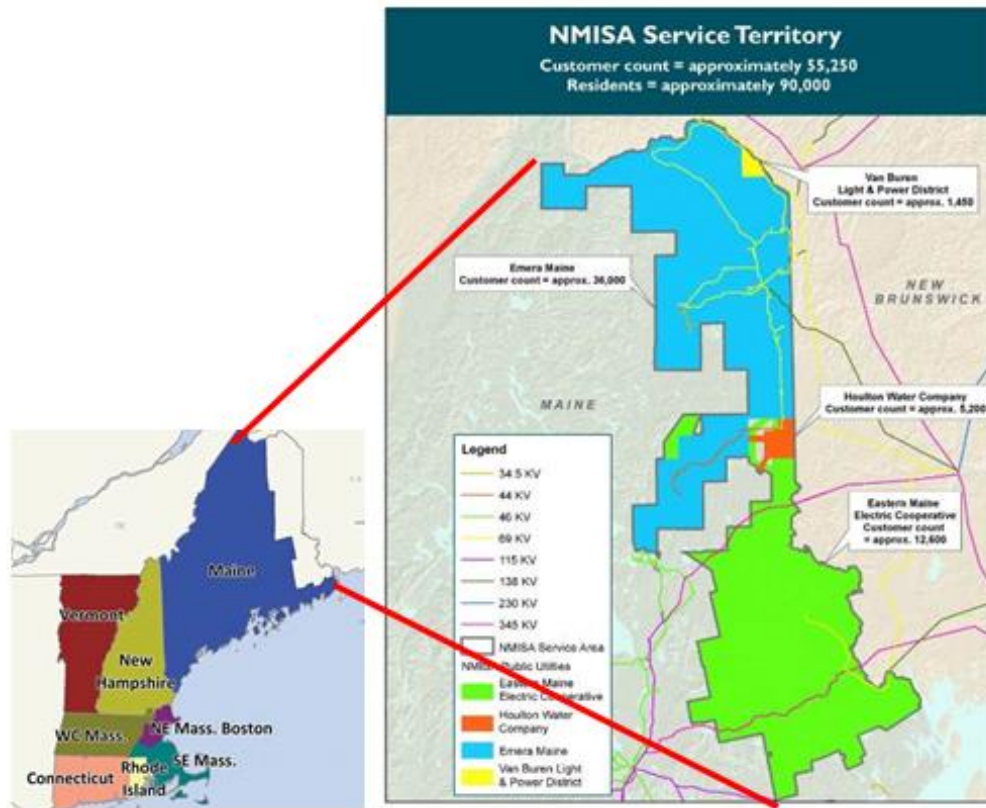 NMISA Service Territory
Customer count = approximately 55,250
Residents = approximately 90,000
Van Buren
Light & Power District
Customer count = approx. 1,450
Emera Maine
Customer count = approx. 36,000
NEW
BRUNSWICK
MAINE
Houlton Water Company
Customer count = approx. 5,200
Eastern Maine
Electric Cooperative
Customer count
= approx. 12,600
Legend
34.5 KV
44 KV
46 KV
69 KV
115 KV
138 KV
230 KV
345 KV
NMISA Service Area
NMISA Public Utilities
Eastern Maine
Electric Cooperative
Houlton Water
Company
Emera Maine
Van Buren Light
& Power District
Maine
Vermont
New
Hampshire
NE Mass. Boston
WC Mass.
SE Mass.
Connecticut
Rhode
Island